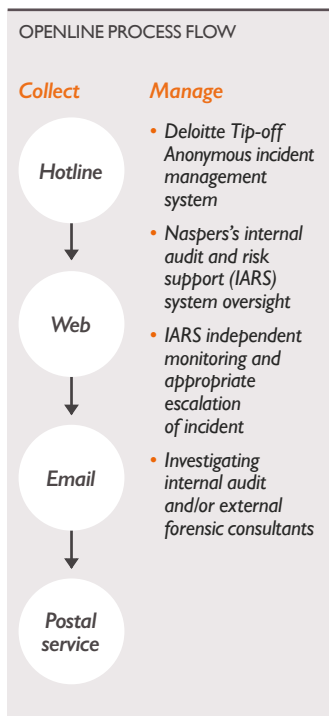 OPENLINE PROCESS FLOW
Collect
Hotline
Web
Email
Postal
service
Manage
• Deloitte Tip-off
Anonymous incident
management
system
• Naspers's internal
audit and risk
support (IARS)
system oversight
• IARS independent
monitoring and
appropriate
escalation
of incident
• Investigating
internal audit
and/or external
forensic consultants